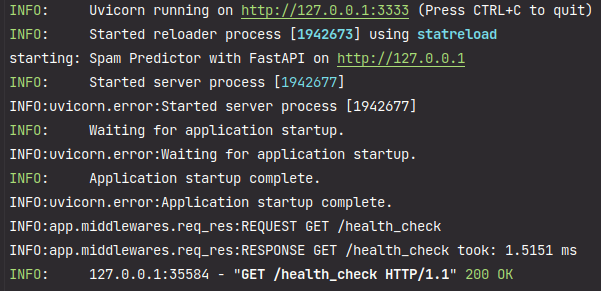 INFO:     Uvicorn running on http://127.0.0.1:3333 (Press CTRL+C to quit)
INFO:     Started reloader process [1942673] using statreload
starting: Spam Predictor with FastAPI on http://127.0.0.1
INFO:     Started server process [1942677]
INFO:uvicorn.error:Started server process [1942677]
INFO:     Waiting for application startup.
INFO:uvicorn.error:Waiting for application startup.
INFO:     Application startup complete.
INFO:uvicorn.error:Application startup complete.
INFO:app.middlewares.req_res:REQUEST GET /health_check
INFO:app.middlewares.req_res:RESPONSE GET /health_check took: 1.5151 ms
INFO:     127.0.0.1:35584 - "GET /health_check HTTP/1.1" 200 OK